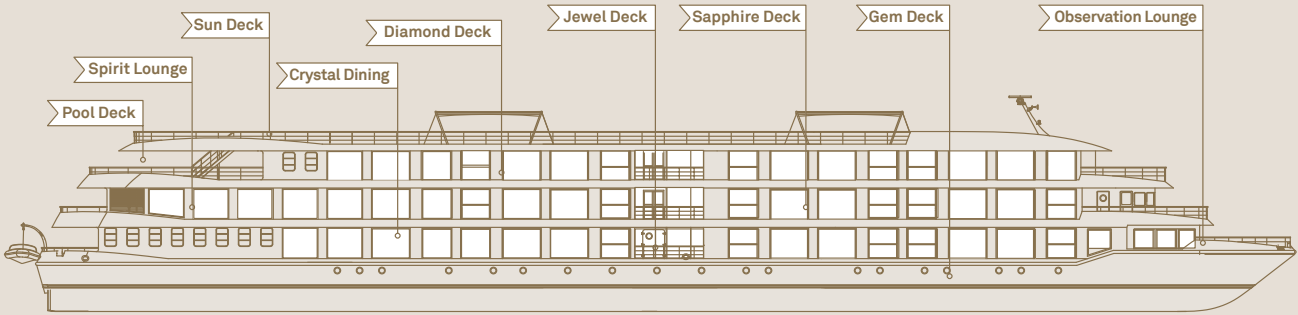 Sun Deck
Diamond Deck
Jewel Deck
Sapphire Deck
Gem Deck
Observation Lounge
Spirit Lounge
Crystal Dining
Pool Deck